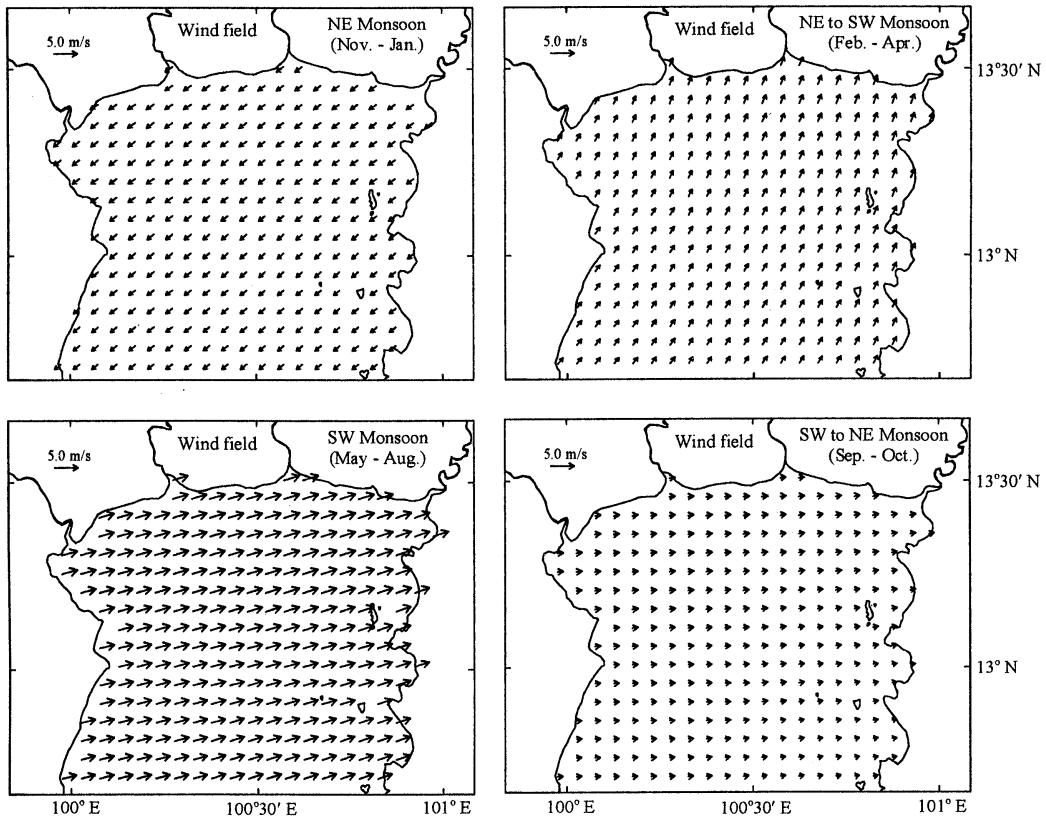 Wind field
NE Monsoon
(Nov. - Jan.)
5.0 m/s
Wind field
NE to SW Monsoon
(Feb. - Apr.)
5.0 m/s
13°30′ N
13° N
Wind field
SW Monsoon
(May - Aug.)
5.0 m/s
100° E
100°30′ E
101° E
Wind field
SW to NE Monsoon
(Sep. - Oct.)
5.0 m/s
13°30′ N
13° N
100° E
100°30′ E
101° E